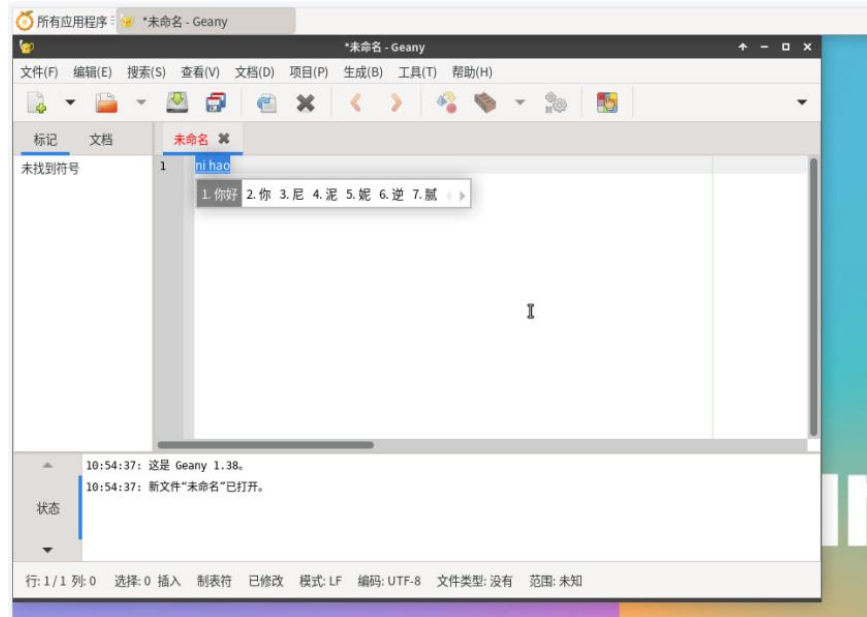 所有应用程序 *未命名 - Geany
*未命名 - Geany
文件(F) 编辑(E) 搜索(S) 查看(V) 文档(D) 项目(P) 生成(B) 工具(T) 帮助(H)
标记 文档 未命名
未找到符号 1 ni hao
1. 你好 2. 你 3. 尼 4. 泥 5. 妮 6. 逆 7. 腻
10:54:37: 这是 Geany 1.38。
10:54:37: 新文件“未命名”已打开。
状态
行: 1 / 1 列: 0 选择: 0 插入 制表符 已修改 模式: LF 编码: UTF-8 文件类型: 没有 范围: 未知